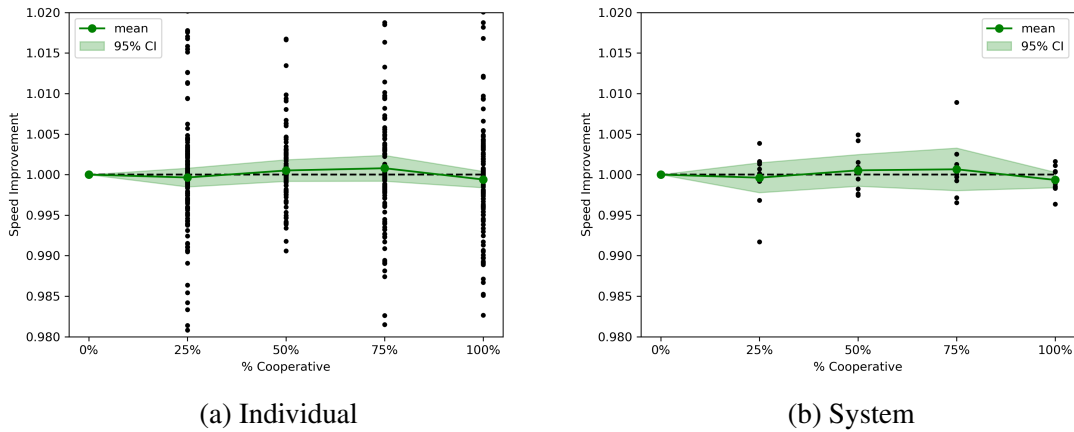 1.020
1.015
1.010
1.005
1.000
0.995
0.990
0.985
0.980
Speed Improvement
mean
95% CI
0%
25%
50%
75%
100%
% Cooperative
(a) Individual
1.020
1.015
1.010
1.005
1.000
0.995
0.990
0.985
0.980
Speed Improvement
mean
95% CI
0%
25%
50%
75%
100%
% Cooperative
(b) System